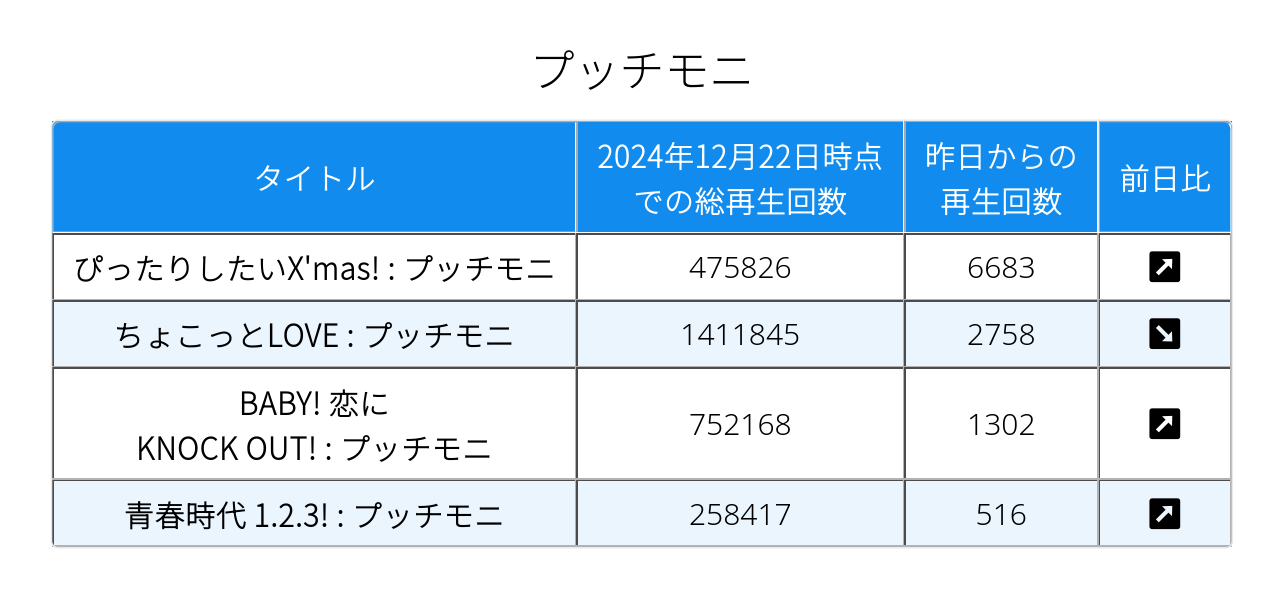 プッチモニ
タイトル
2024年12月22日時点
での総再生回数
昨日からの
再生回数
前日比
ぴったりしたいX'mas! : プッチモニ
475826
6683
↗
ちょこっとLOVE : プッチモニ
1411845
2758
↘
BABY! 恋に
KNOCK OUT! : プッチモニ
752168
1302
↗
青春時代 1.2.3! : プッチモニ
258417
516
↗